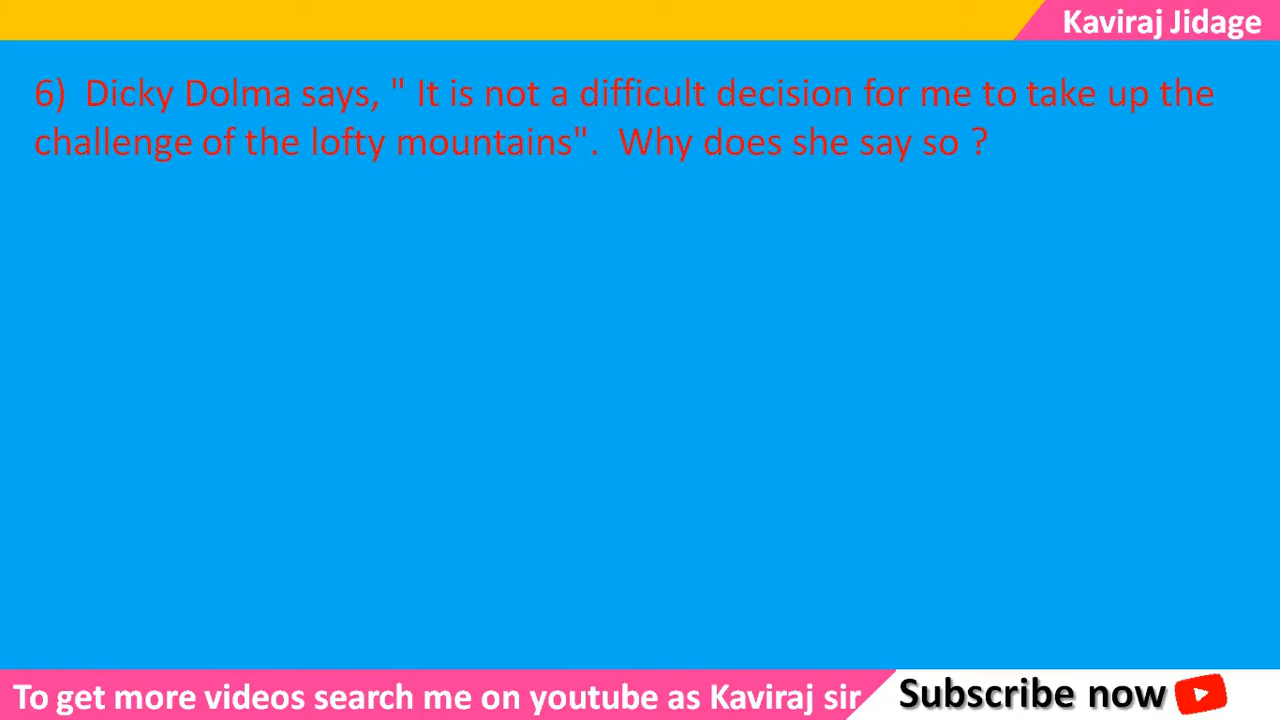 Kaviraj Jidage
6)  Dicky Dolma says, " It is not a difficult decision for me to take up the
challenge of the lofty mountains".  Why does she say so ?
To get more videos search me on youtube as Kaviraj sir
Subscribe now